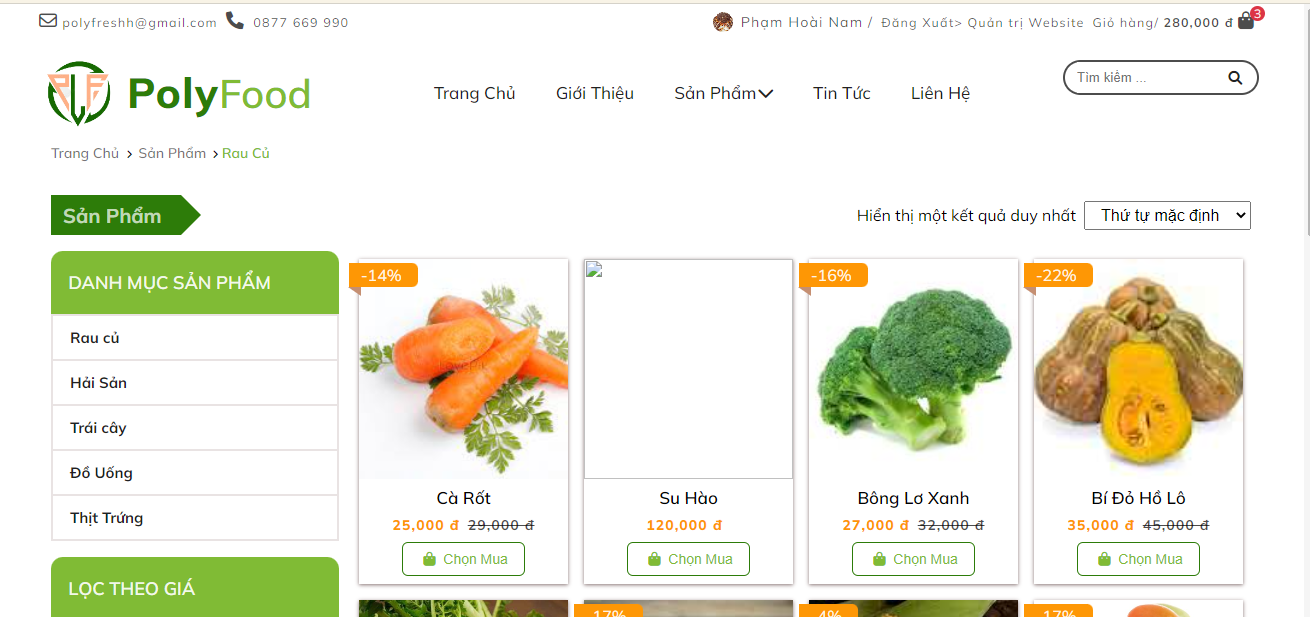 polyfreshh@gmail.com 0877 669 990
Phạm Hoài Nam / Đăng Xuất> Quản trị Website Giỏ hàng/ 280,000 đ 3
PolyFood
Trang Chủ Giới Thiệu Sản Phẩm Tin Tức Liên Hệ
Tìm kiếm ...
Trang Chủ Sản Phẩm Rau Củ
Sản Phẩm
Hiển thị một kết quả duy nhất Thứ tự mặc định
DANH MỤC SẢN PHẨM
Rau củ
Hải Sản
Trái cây
Đồ Uống
Thịt Trứng
LỌC THEO GIÁ
-14%
Cà Rốt
25,000 đ 29,000 đ
Chọn Mua
Su Hào
120,000 đ
Chọn Mua
-16%
Bông Lơ Xanh
27,000 đ 32,000 đ
Chọn Mua
-22%
Bí Đỏ Hồ Lô
35,000 đ 45,000 đ
Chọn Mua
-17%
-4%
-17%